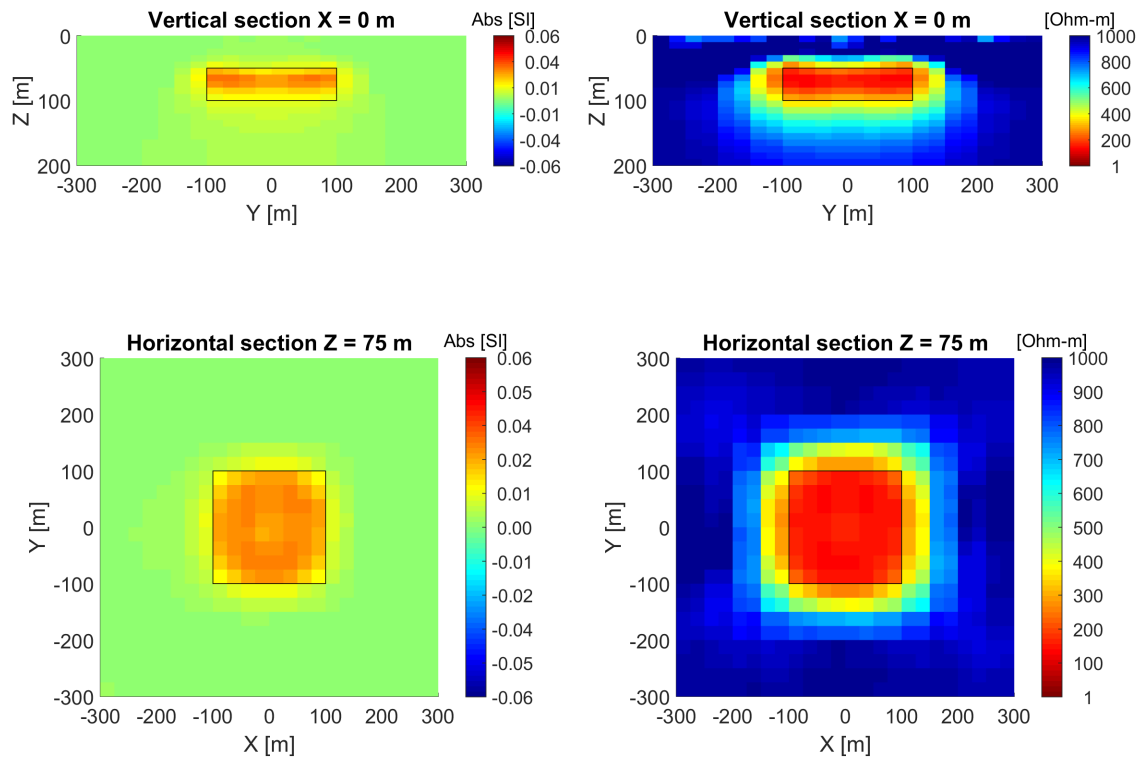 Vertical section X = 0 m
Abs [SI]
0
100
200
Z [m]
-300 -200 -100 0 100 200 300
Y [m]
0.06
0.04
0.01
-0.01
-0.04
-0.06
Vertical section X = 0 m
[Ohm-m]
0
100
200
Z [m]
-300 -200 -100 0 100 200 300
Y [m]
1000
800
600
400
200
1
Horizontal section Z = 75 m
Abs [SI]
300
200
100
0
-100
-200
-300
Y [m]
-300 -200 -100 0 100 200 300
X [m]
0.06
0.05
0.04
0.02
0.01
0.00
-0.01
-0.02
-0.04
-0.05
-0.06
Horizontal section Z = 75 m
[Ohm-m]
300
200
100
0
-100
-200
-300
Y [m]
-300 -200 -100 0 100 200 300
X [m]
1000
900
800
700
600
500
400
300
200
100
1